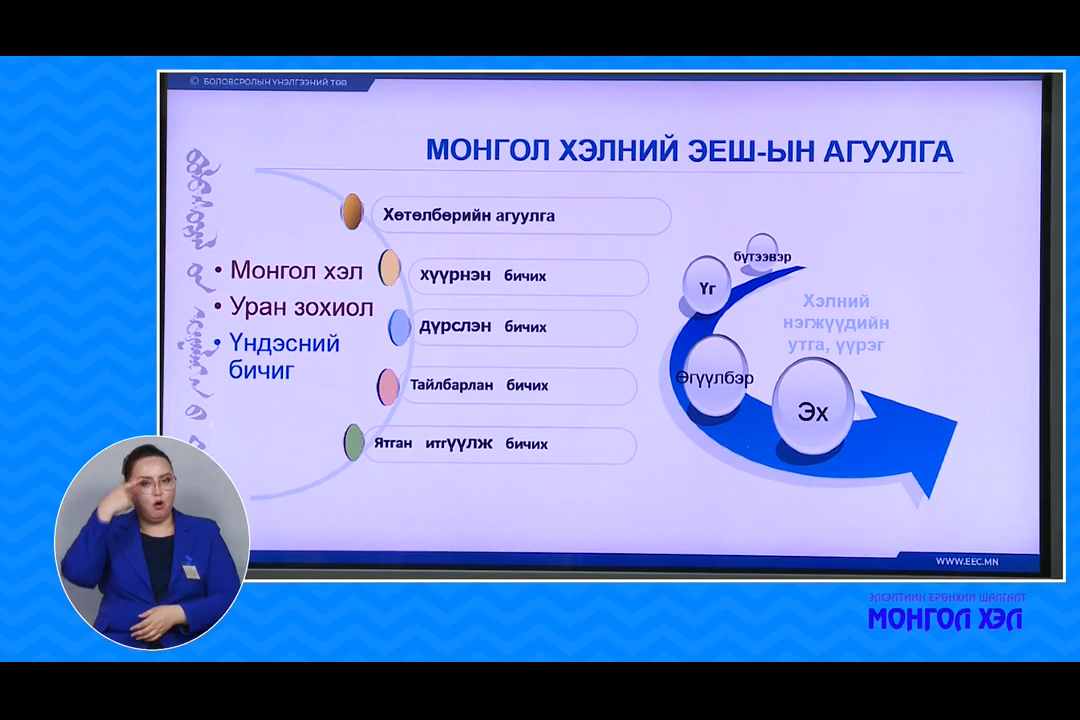 © БОЛОВСРОЛЫН ҮНЭЛГЭЭНИЙ ТӨВ
МОНГОЛ ХЭЛНИЙ ЭЕШ-ЫН АГУУЛГА
• Монгол хэл
• Уран зохиол
• Үндэсний
бичиг
Хөтөлбөрийн агуулга
хүүрнэн бичих
дүрслэн бичих
Тайлбарлан бичих
Ятган итгүүлж бичих
бүтээвэр
Үг
Өгүүлбэр
Эх
Хэлний
нэгжүүдийн
утга, үүрэг
WWW.EEC.MN
ЭЛСЭЛТИЙН ЕРӨНХИЙ ШАЛГАЛТ
МОНГОЛ ХЭЛ